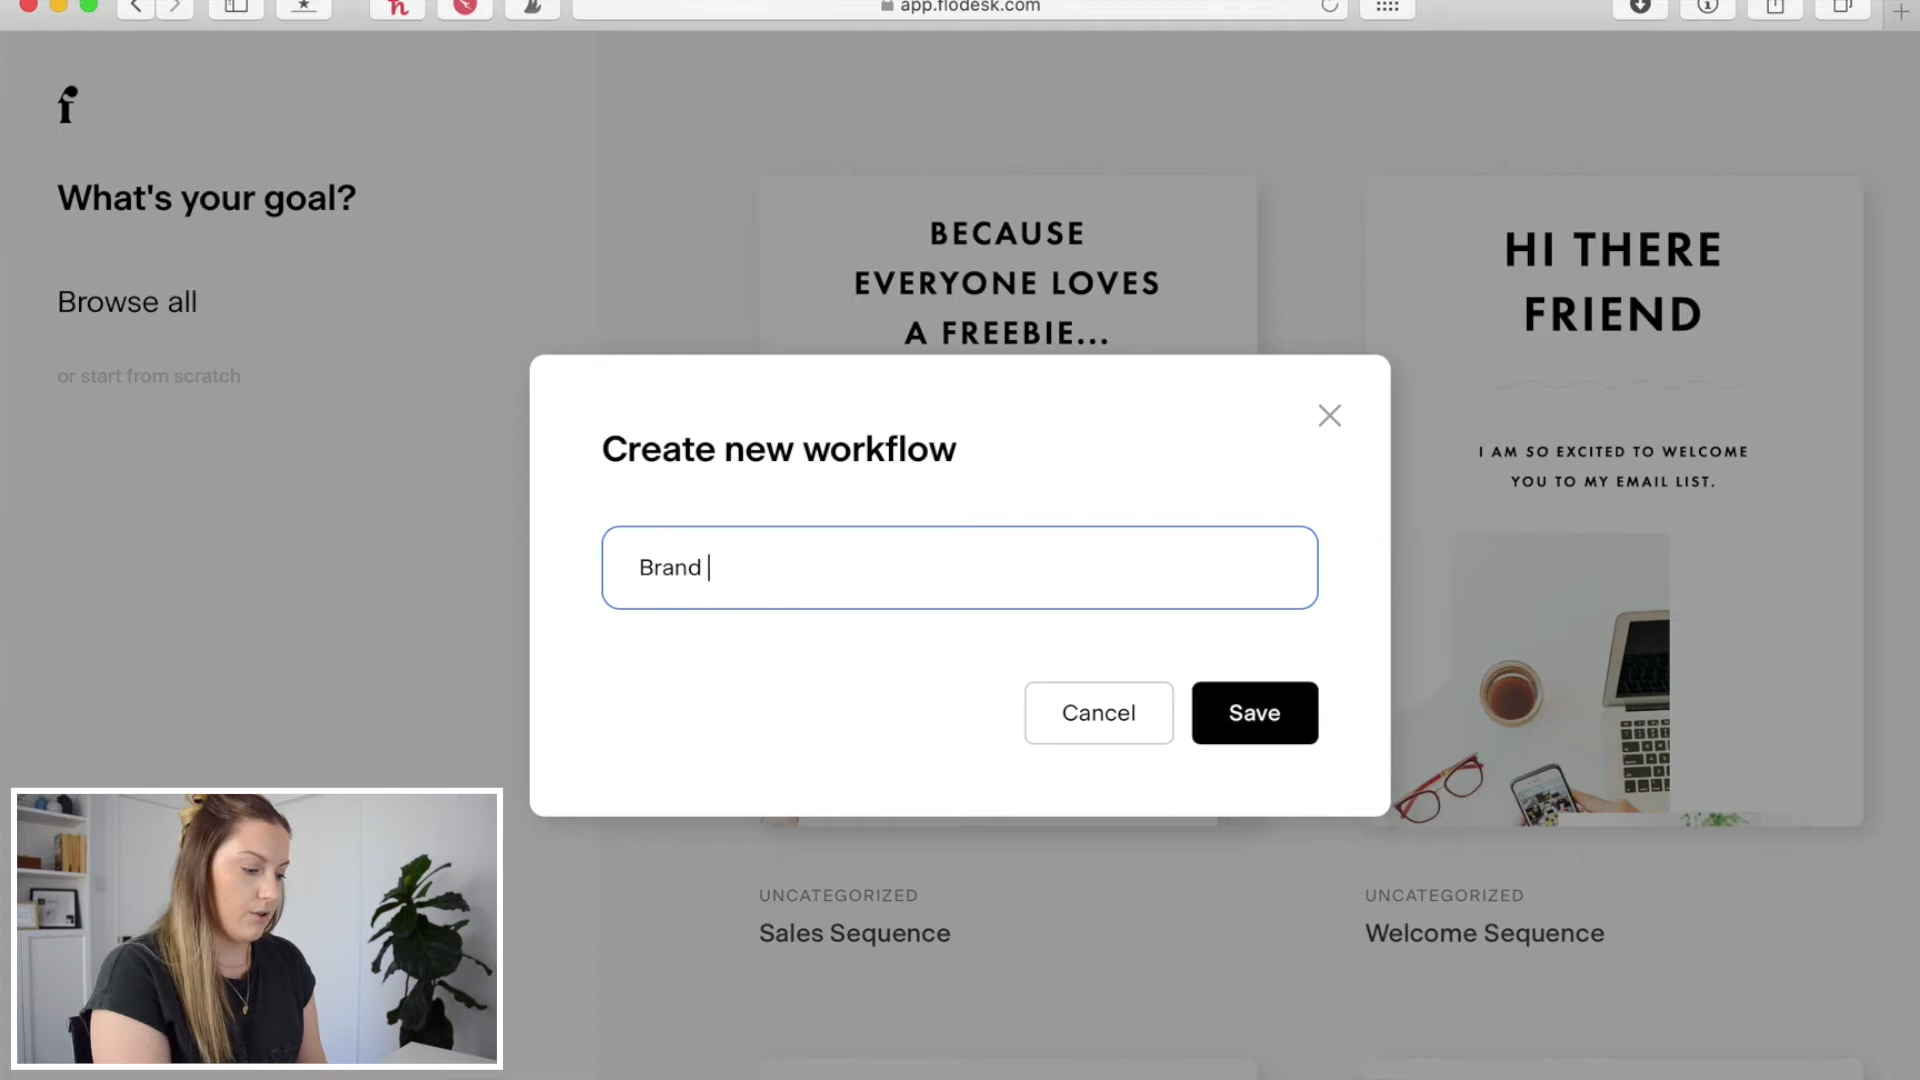 app.flodesk.com
f
What's your goal?
Browse all
or start from scratch
BECAUSE
EVERYONE LOVES
A FREEBIE...
HI THERE
FRIEND
I AM SO EXCITED TO WELCOME
YOU TO MY EMAIL LIST.
Create new workflow
Brand
Cancel
Save
UNCATEGORIZED
Sales Sequence
UNCATEGORIZED
Welcome Sequence